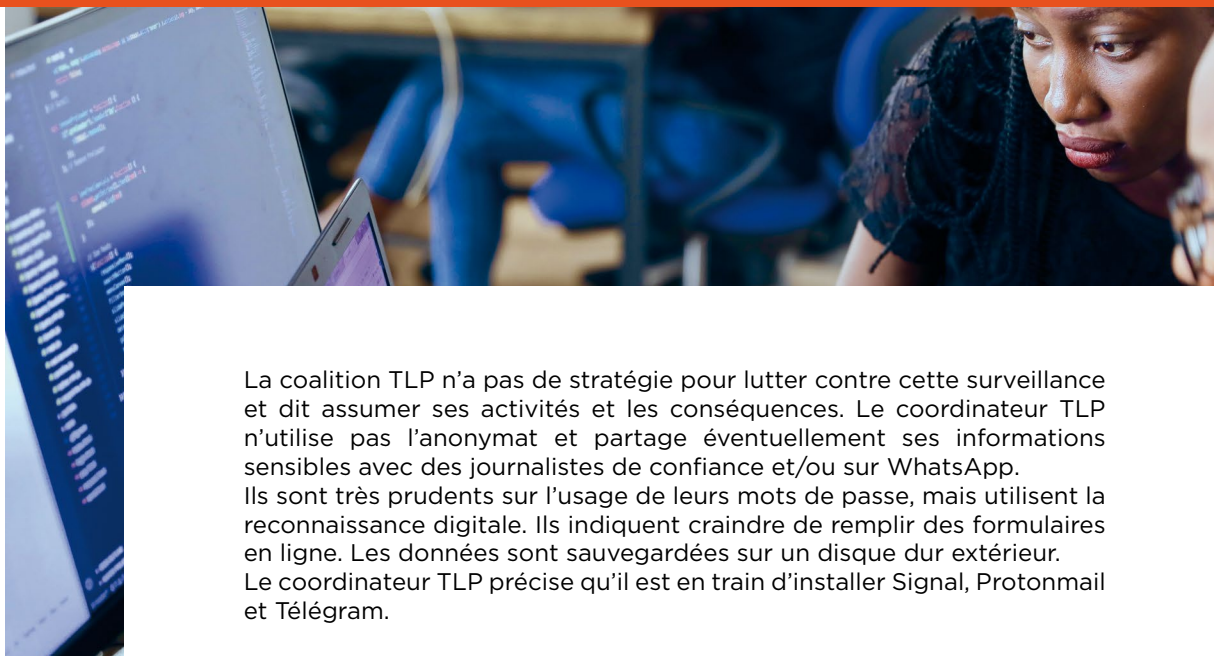 La coalition TLP n’a pas de stratégie pour lutter contre cette surveillance
et dit assumer ses activités et les conséquences. Le coordinateur TLP
n’utilise pas l’anonymat et partage éventuellement ses informations
sensibles avec des journalistes de confiance et/ou sur WhatsApp.
Ils sont très prudents sur l’usage de leurs mots de passe, mais utilisent la
reconnaissance digitale. Ils indiquent craindre de remplir des formulaires
en ligne. Les données sont sauvegardées sur un disque dur extérieur.
Le coordinateur TLP précise qu’il est en train d’installer Signal, Protonmail
et Télégram.